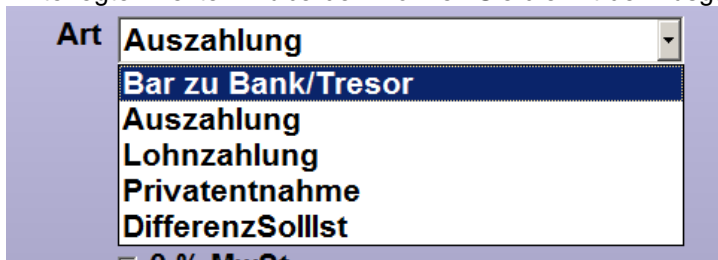 Art Auszahlung
Bar zu Bank/Tresor
Auszahlung
Lohnzahlung
Privatentnahme
DifferenzSollIst